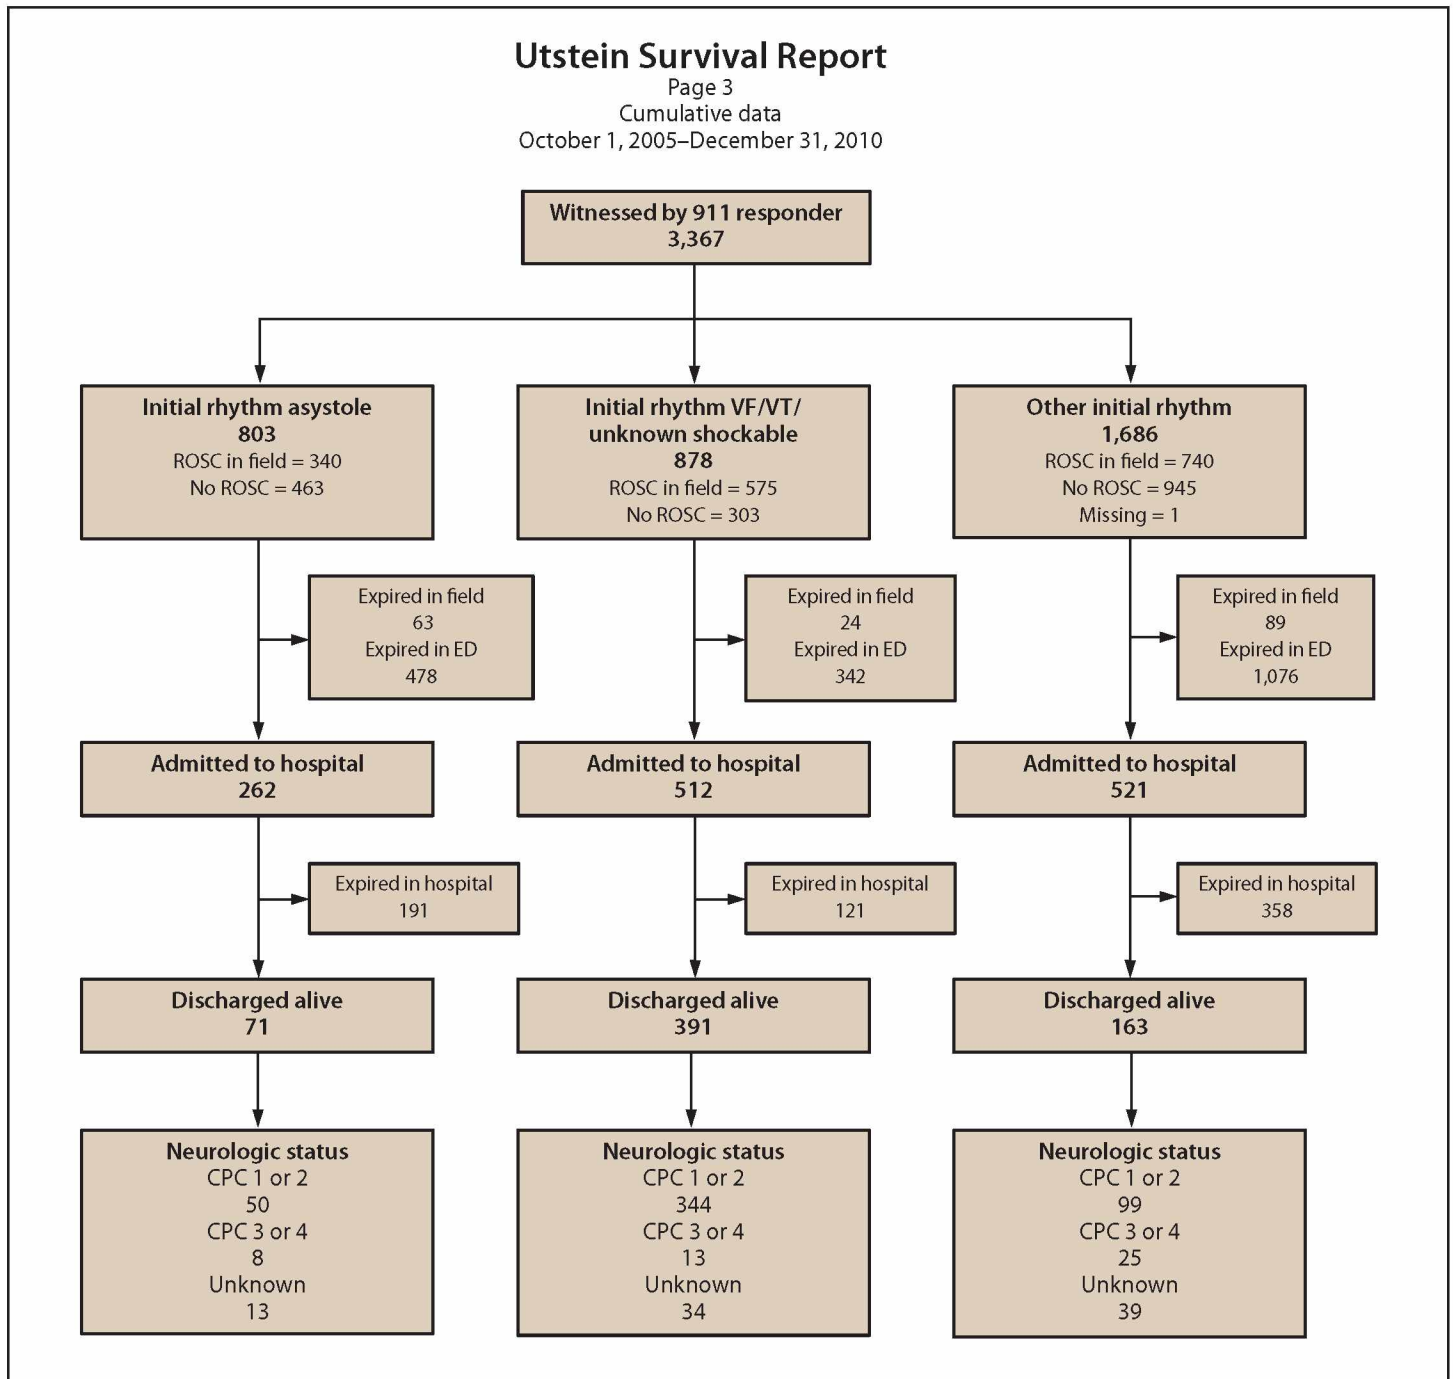 Utstein Survival Report
Page 3
Cumulative data
October 1, 2005–December 31, 2010
Witnessed by 911 responder
3,367
Initial rhythm asystole
803
ROSC in field = 340
No ROSC = 463
Initial rhythm VF/VT/
unknown shockable
878
ROSC in field = 575
No ROSC = 303
Other initial rhythm
1,686
ROSC in field = 740
No ROSC = 945
Missing = 1
Expired in field
63
Expired in ED
478
Expired in field
24
Expired in ED
342
Expired in field
89
Expired in ED
1,076
Admitted to hospital
262
Admitted to hospital
512
Admitted to hospital
521
Expired in hospital
191
Expired in hospital
121
Expired in hospital
358
Discharged alive
71
Discharged alive
391
Discharged alive
163
Neurologic status
CPC 1 or 2
50
CPC 3 or 4
8
Unknown
13
Neurologic status
CPC 1 or 2
344
CPC 3 or 4
13
Unknown
34
Neurologic status
CPC 1 or 2
99
CPC 3 or 4
25
Unknown
39